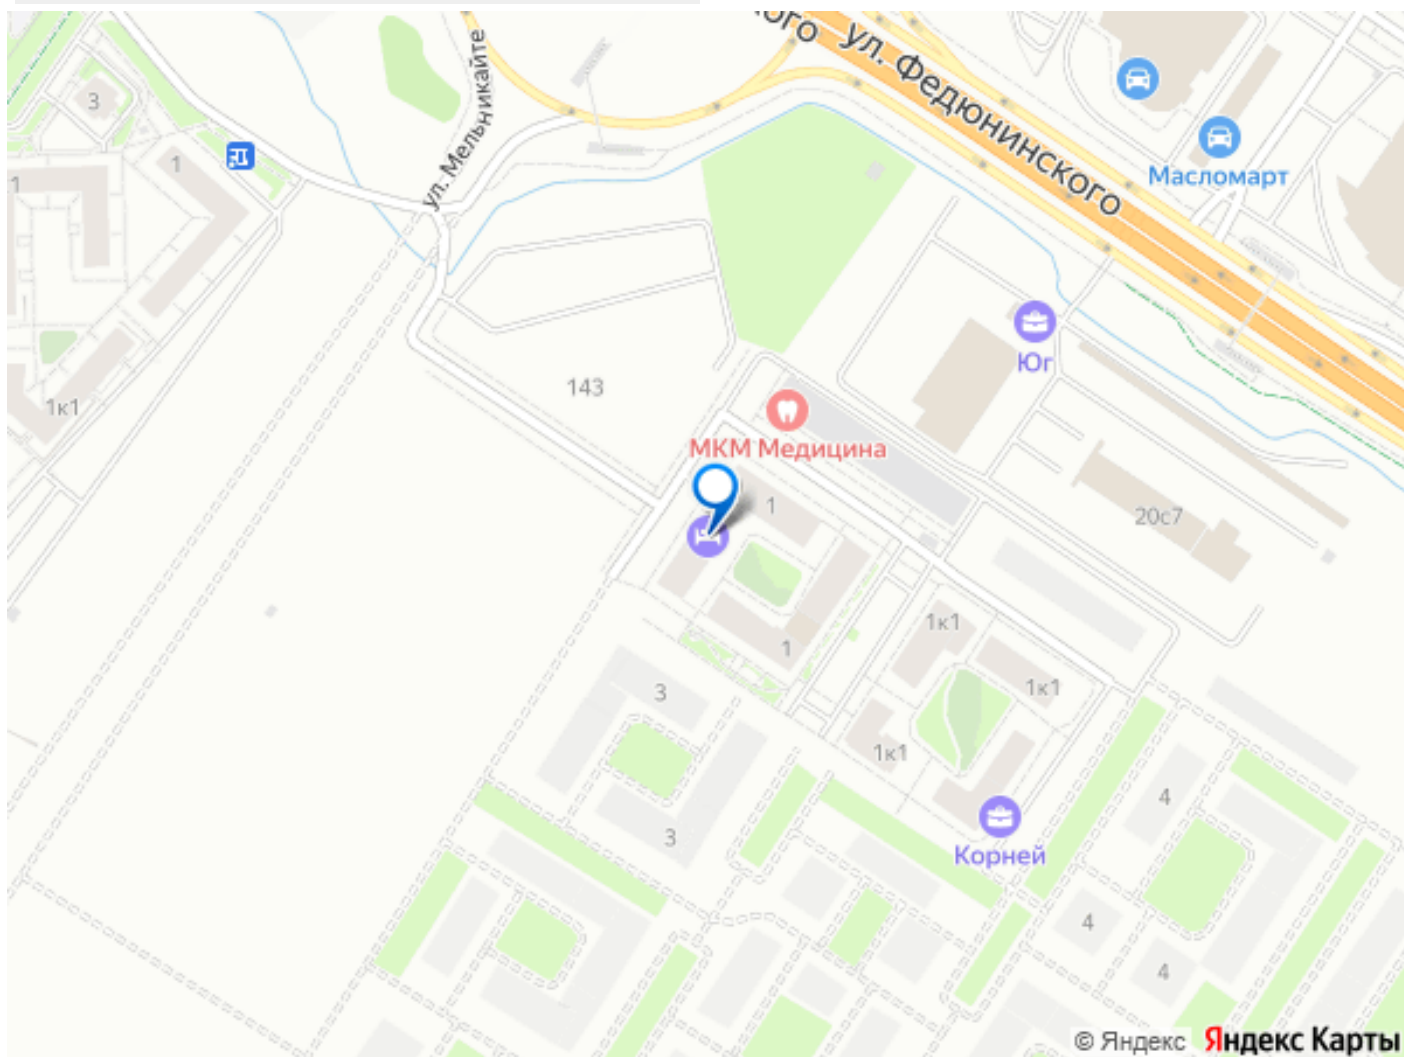 ого
ул. Федюнинского
ул. Мельникайте
3
1
1
1к1
Масломарт
Юг
143
МКМ Медицина
1
20с7
1
1к1
1к1
1к1
3
3
Корней
4
4
4
© Яндекс Яндекс Карты